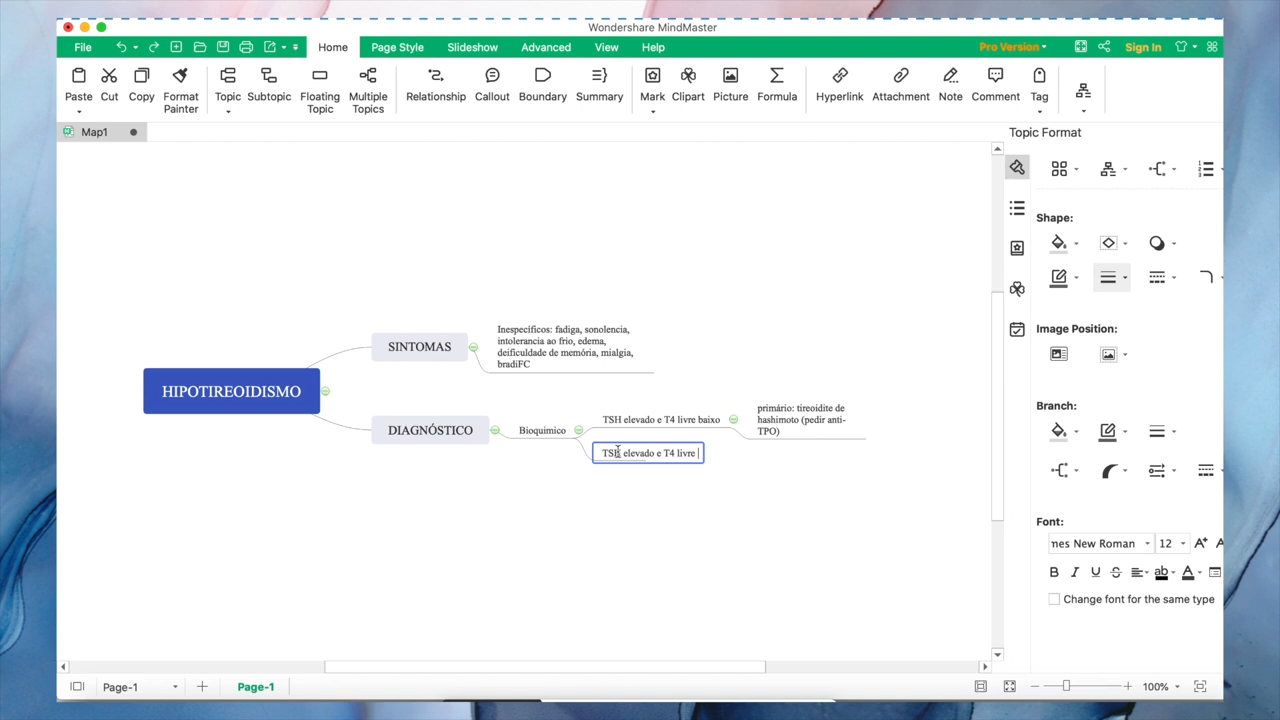 Wondershare MindMaster
File Home Page Style Slideshow Advanced View Help Pro Version Sign In
Paste Cut Copy Format Painter Topic Subtopic Floating Topic Multiple Topics Relationship Callout Boundary Summary Mark Clipart Picture Formula Hyperlink Attachment Note Comment Tag
Map1
Topic Format
Shape:
Image Position:
Branch:
Font:
nes New Roman 12
Change font for the same type
HIPOTIREOIDISMO
SINTOMAS
Inespecíficos: fadiga, sonolencia,
intolerancia ao frio, edema,
deificuldade de memória, mialgia,
bradiFC
DIAGNÓSTICO
Bioquimico
TSH elevado e T4 livre baixo
primário: tireoidite de
hashimoto (pedir anti-
TPO)
TSH elevado e T4 livre
Page-1 Page-1 100%